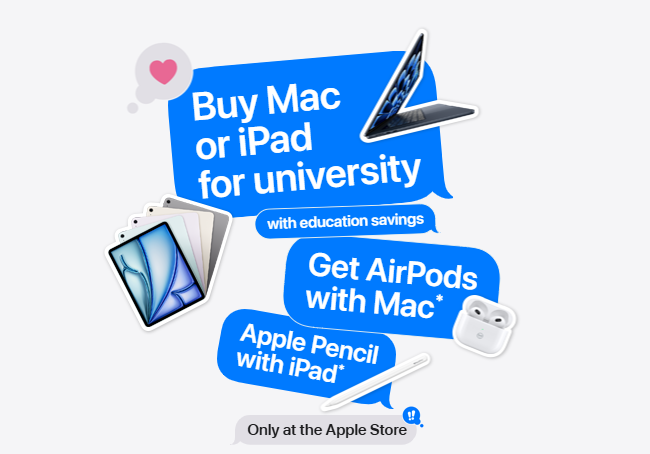 Buy Mac
or iPad
for university
with education savings
Get AirPods
with Mac*
Apple Pencil
with iPad*
‼
Only at the Apple Store